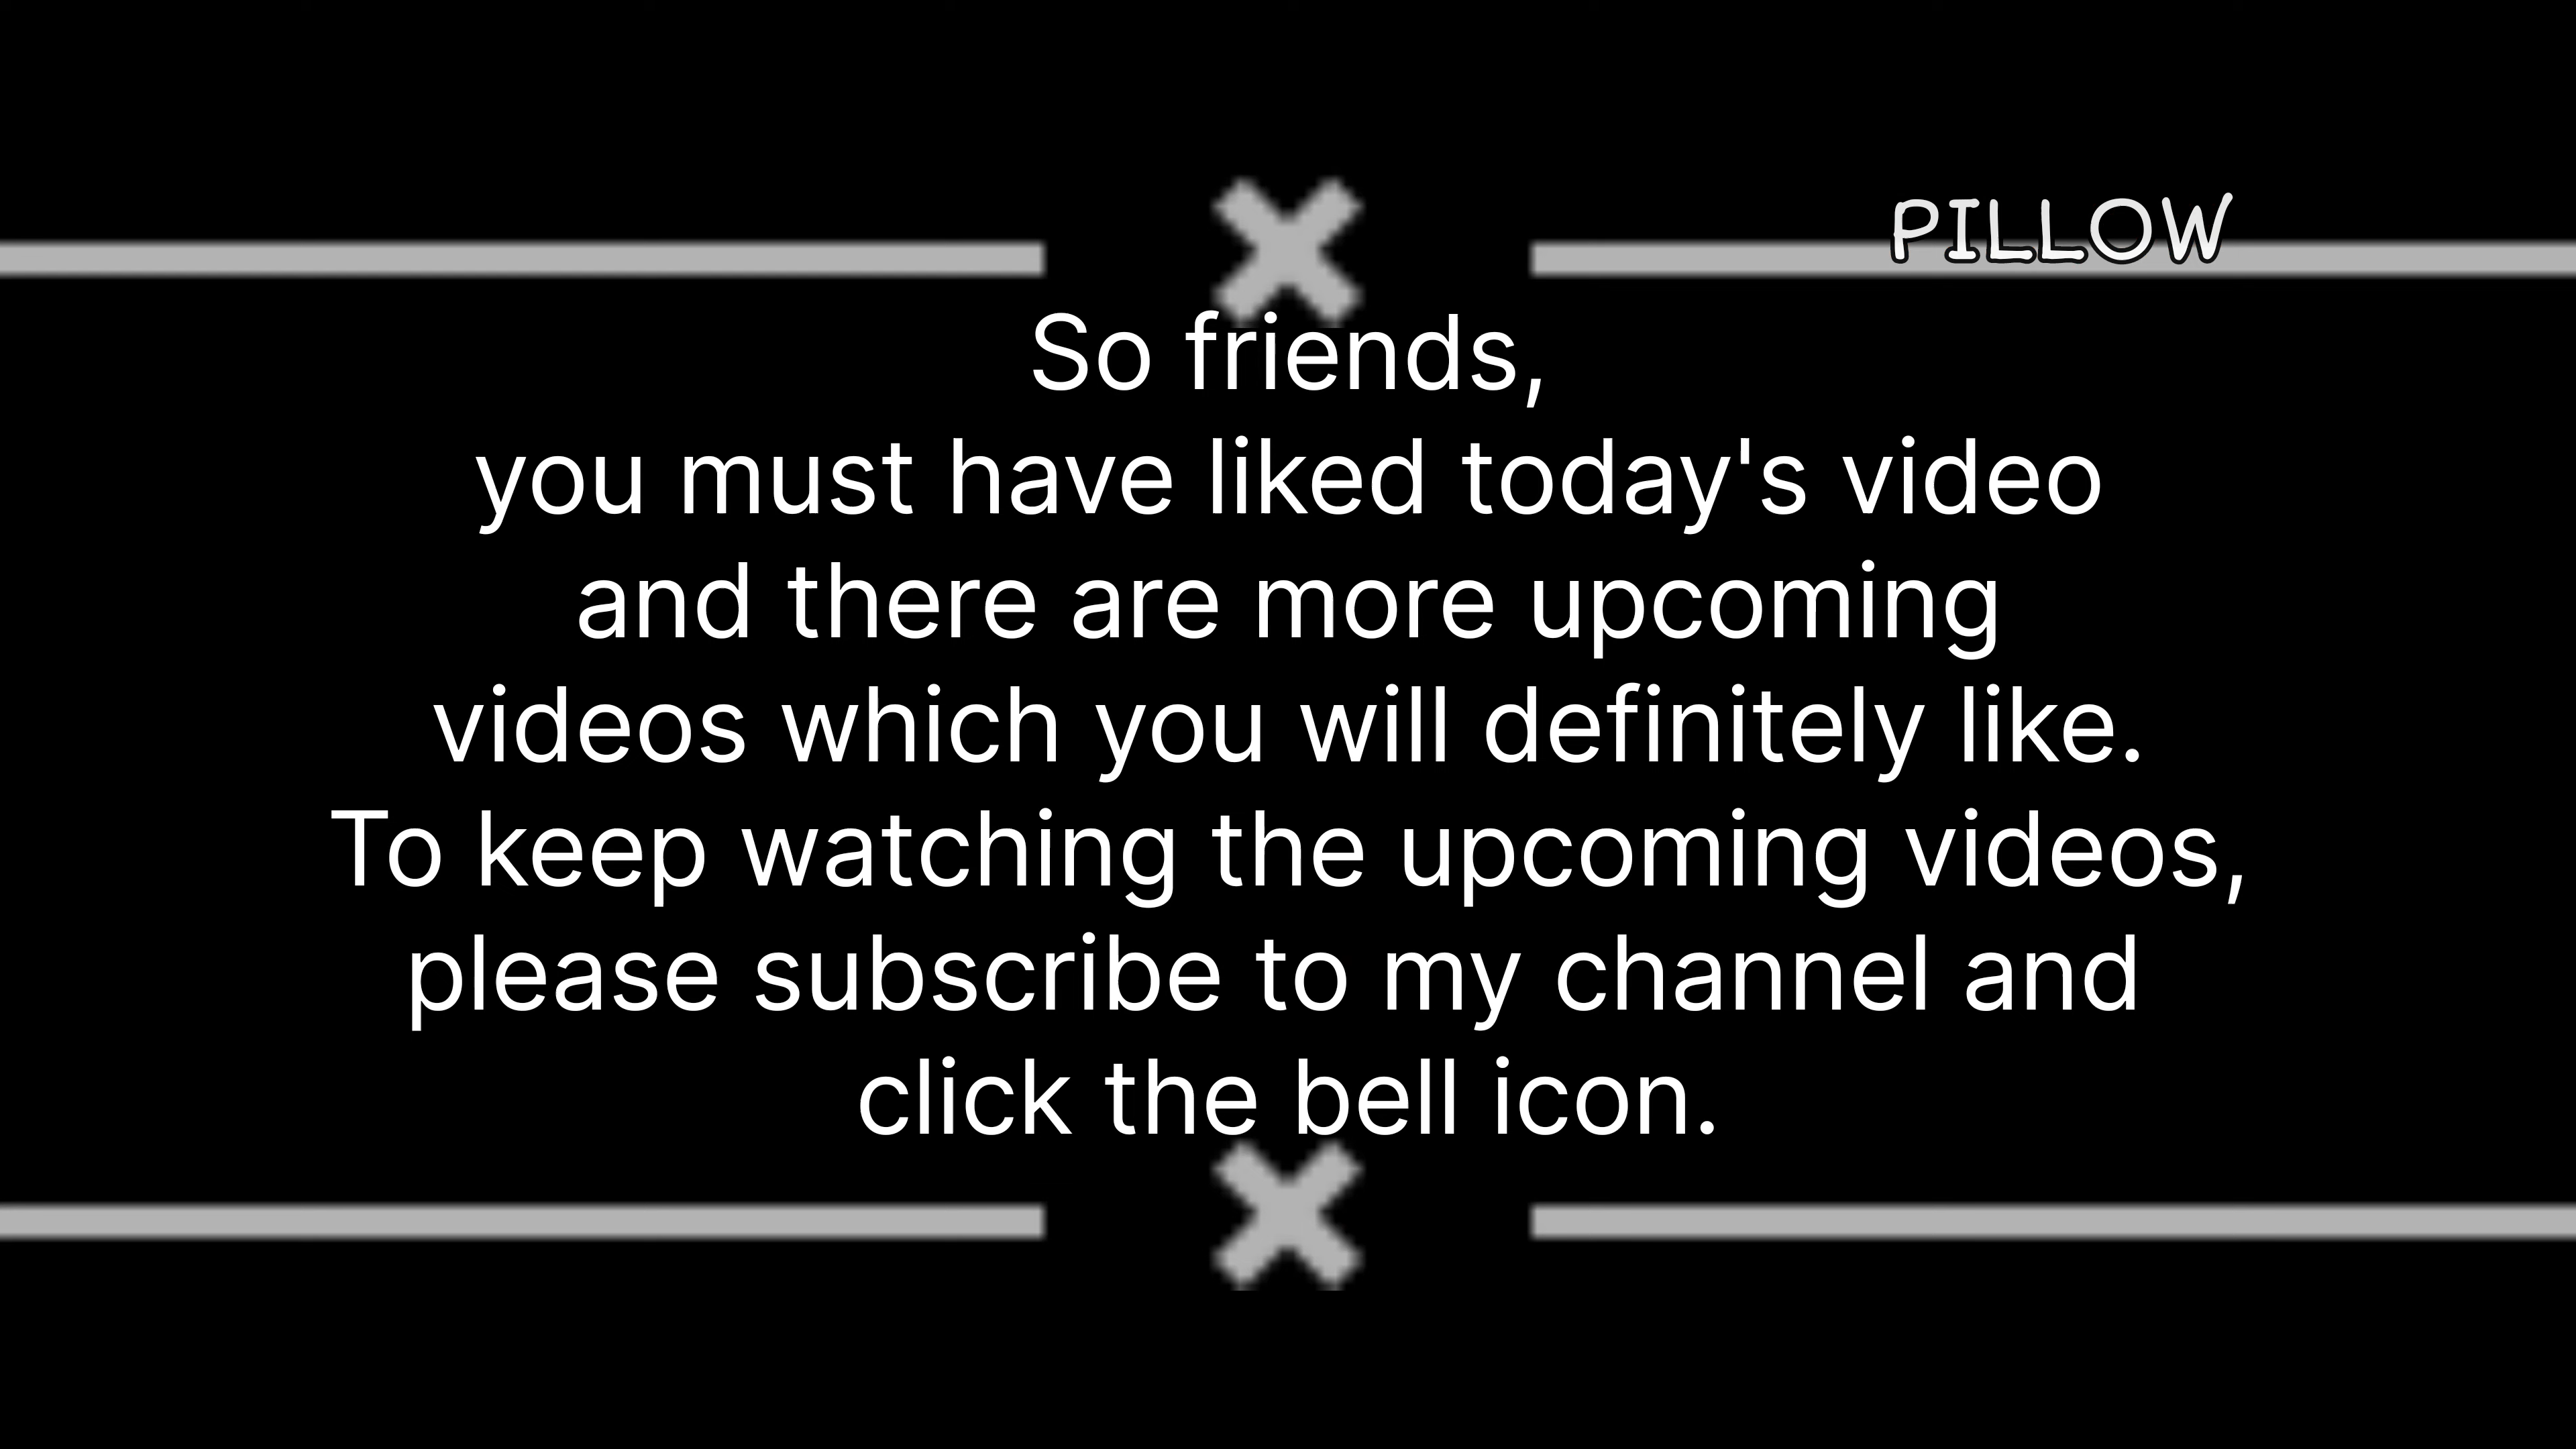 PILLOW
So friends,
you must have liked today's video
and there are more upcoming
videos which you will definitely like.
To keep watching the upcoming videos,
please subscribe to my channel and
click the bell icon.